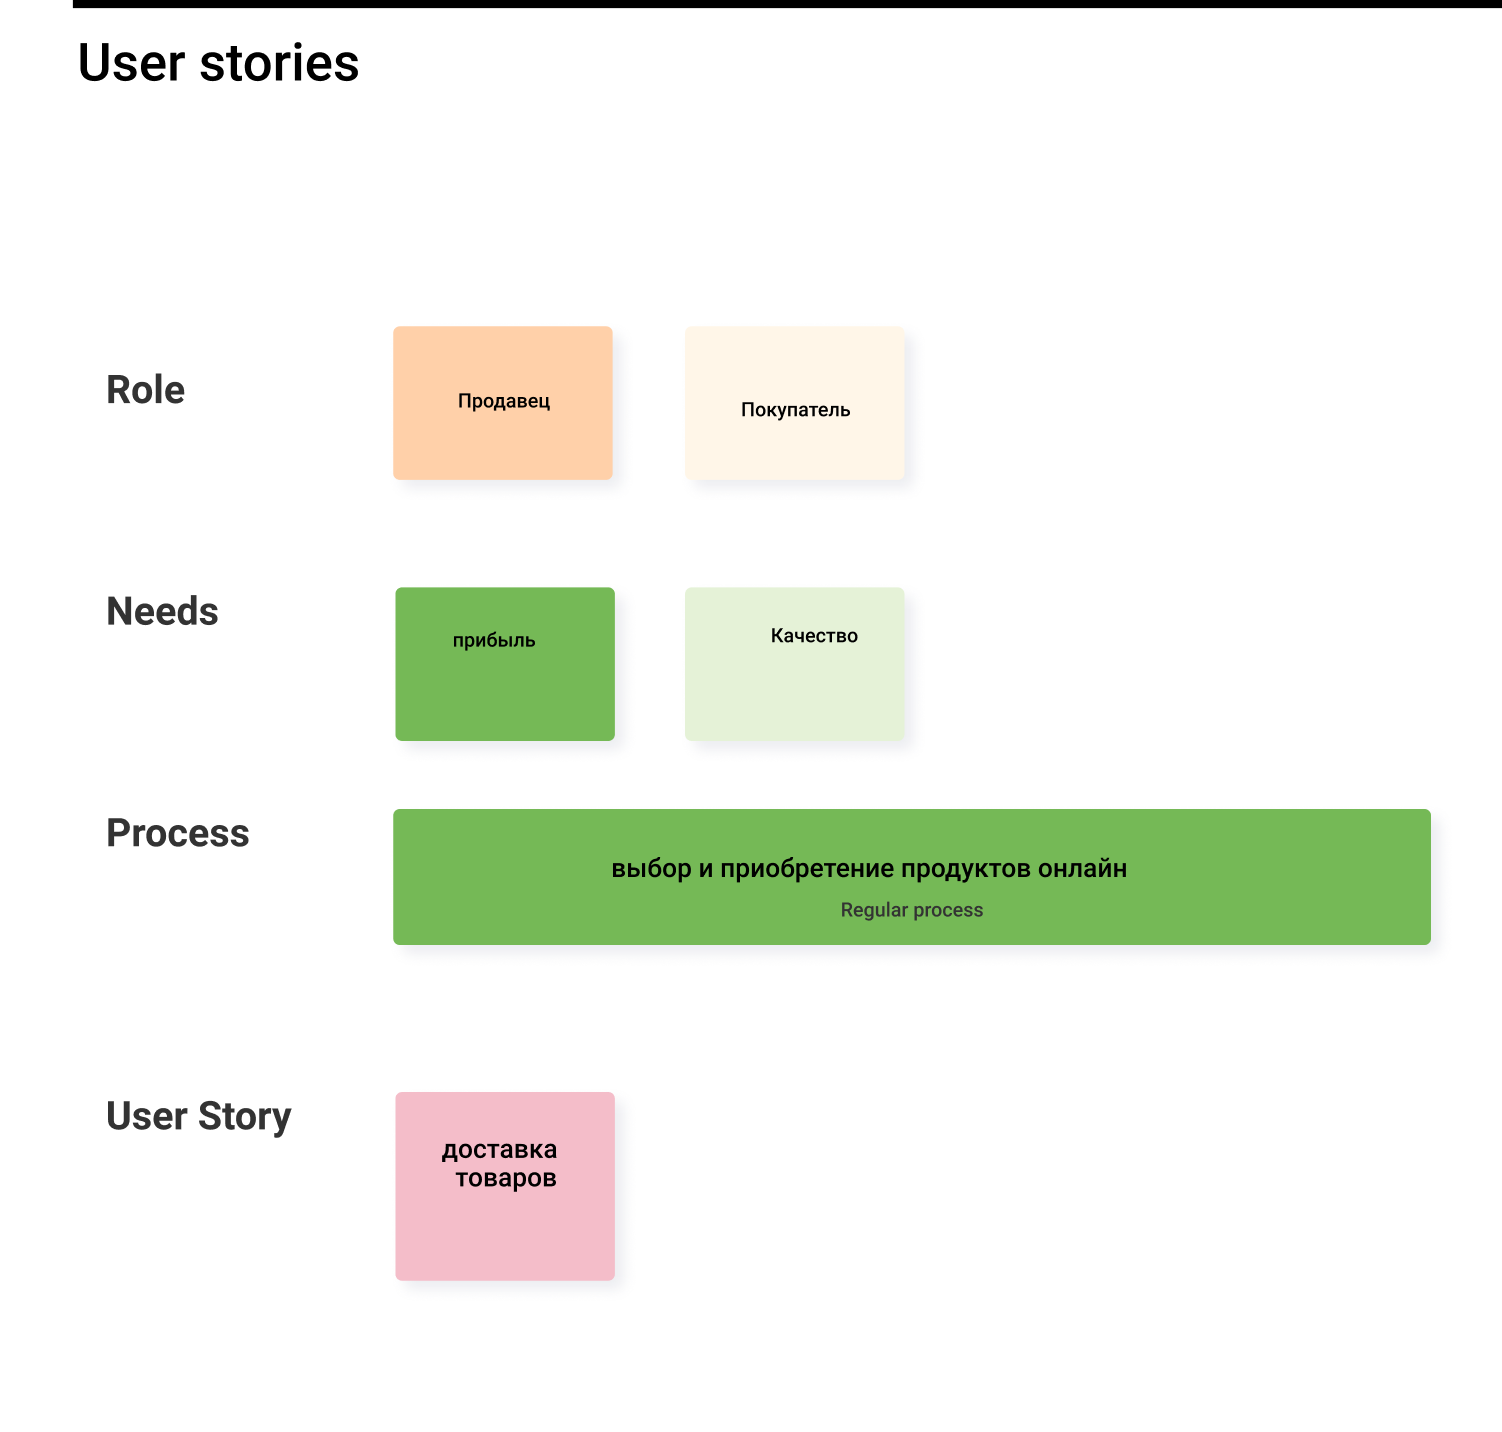 User stories
Role
Продавец
Покупатель
Needs
прибыль
Качество
Process
выбор и приобретение продуктов онлайн
Regular process
User Story
доставка
товаров